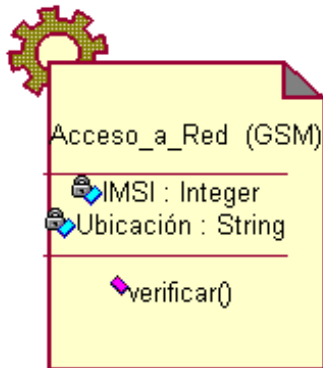 Acceso_a_Red (GSM)
IMSI : Integer
Ubicación : String
verificar()